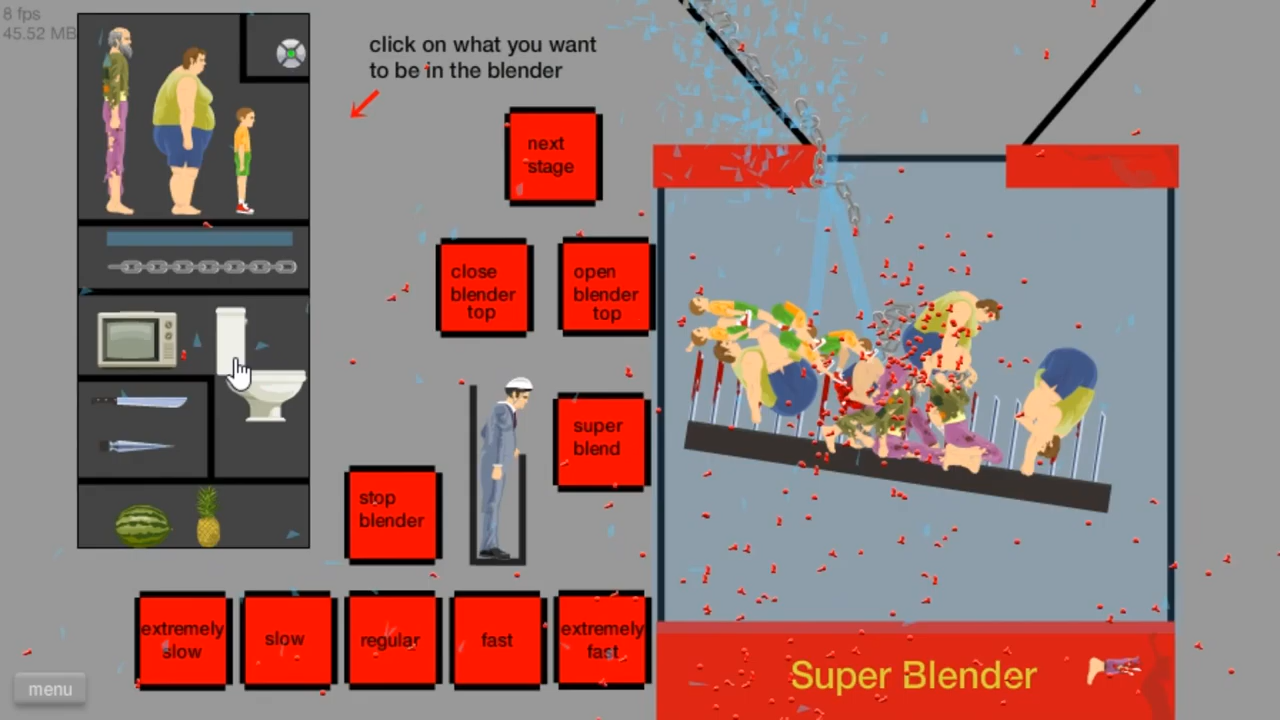 8 fps
45.52 MB
click on what you want
to be in the blender
next
stage
close
blender
top
open
blender
top
super
blend
stop
blender
extremely
slow
slow
regular
fast
extremely
fast
menu
Super Blender